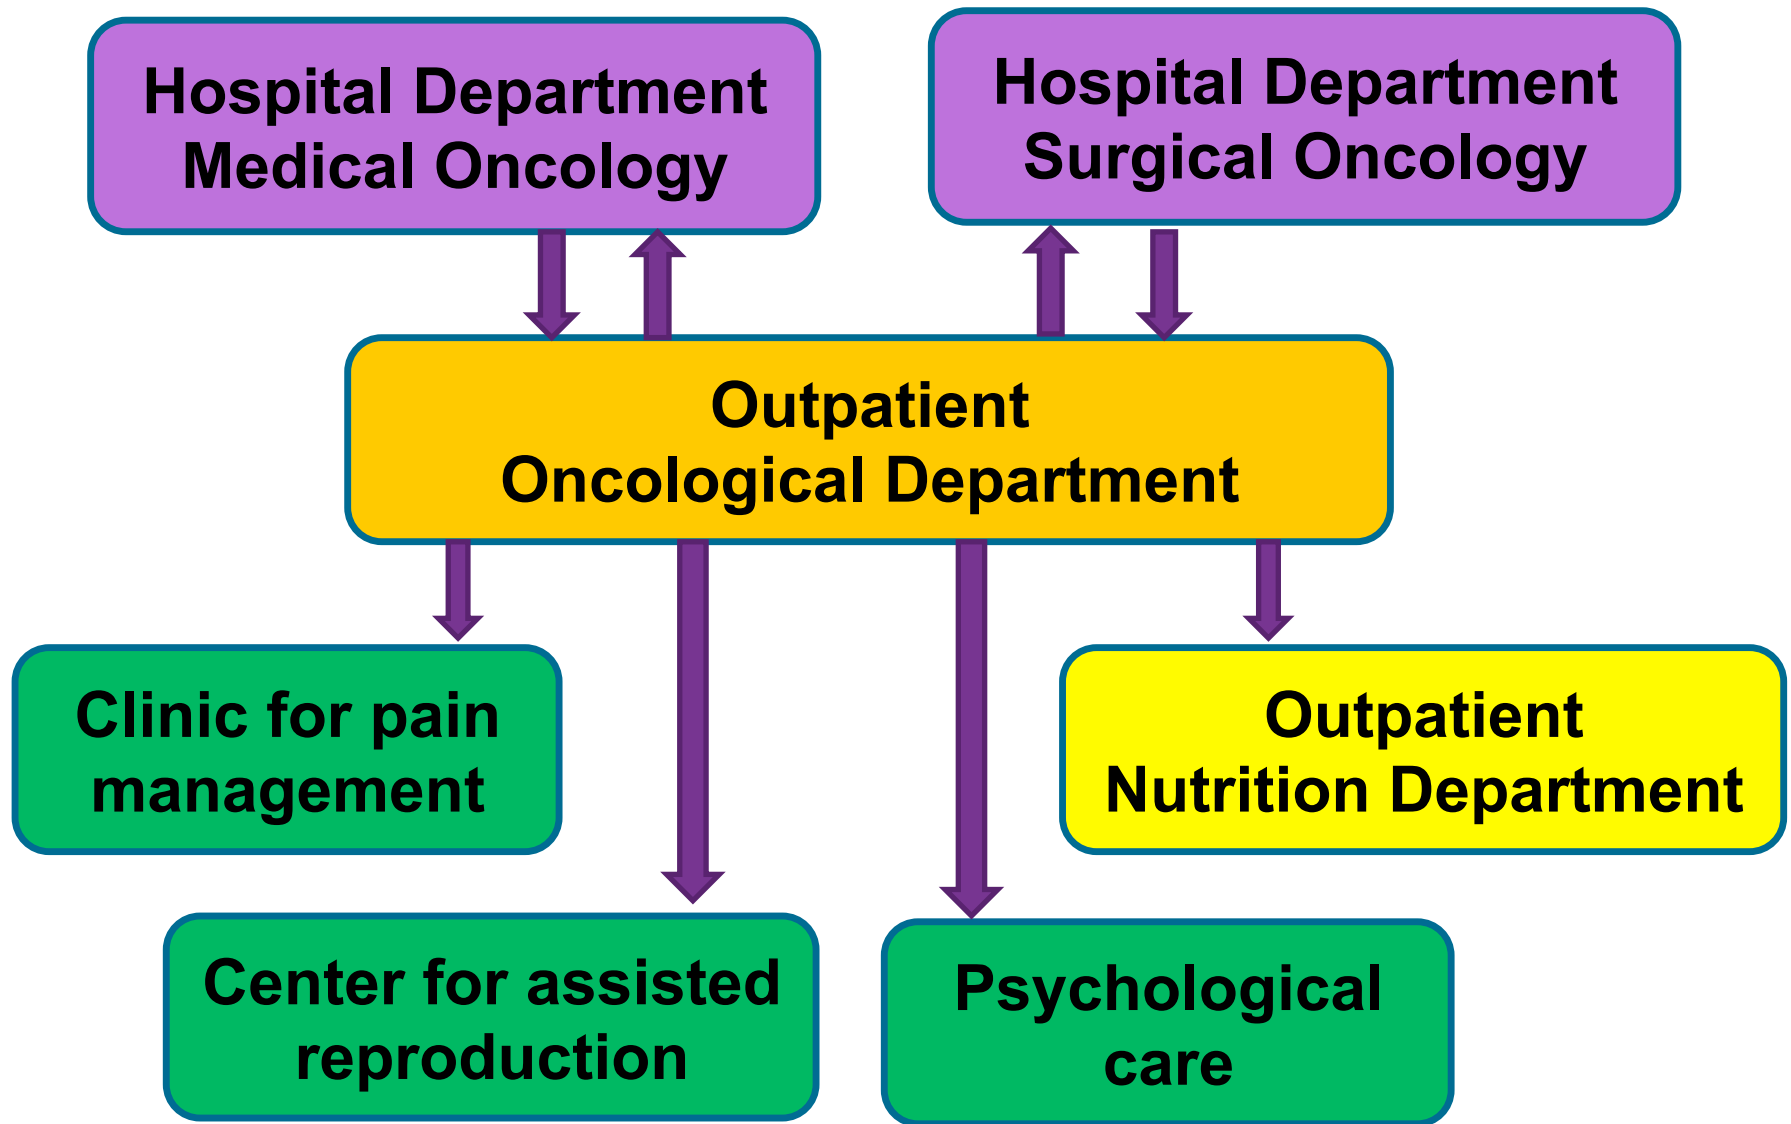 Hospital Department
Medical Oncology
Hospital Department
Surgical Oncology
Outpatient
Oncological Department
Clinic for pain
management
Outpatient
Nutrition Department
Center for assisted
reproduction
Psychological
care